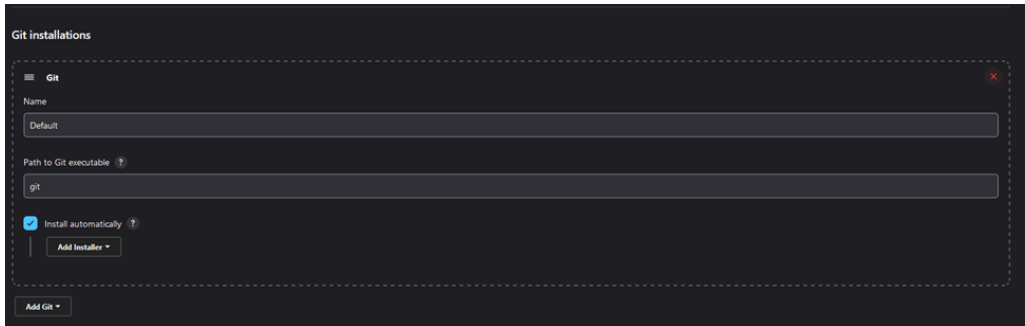 Git installations
Git
Name
Default
Path to Git executable ?
git
Install automatically ?
Add Installer
Add Git